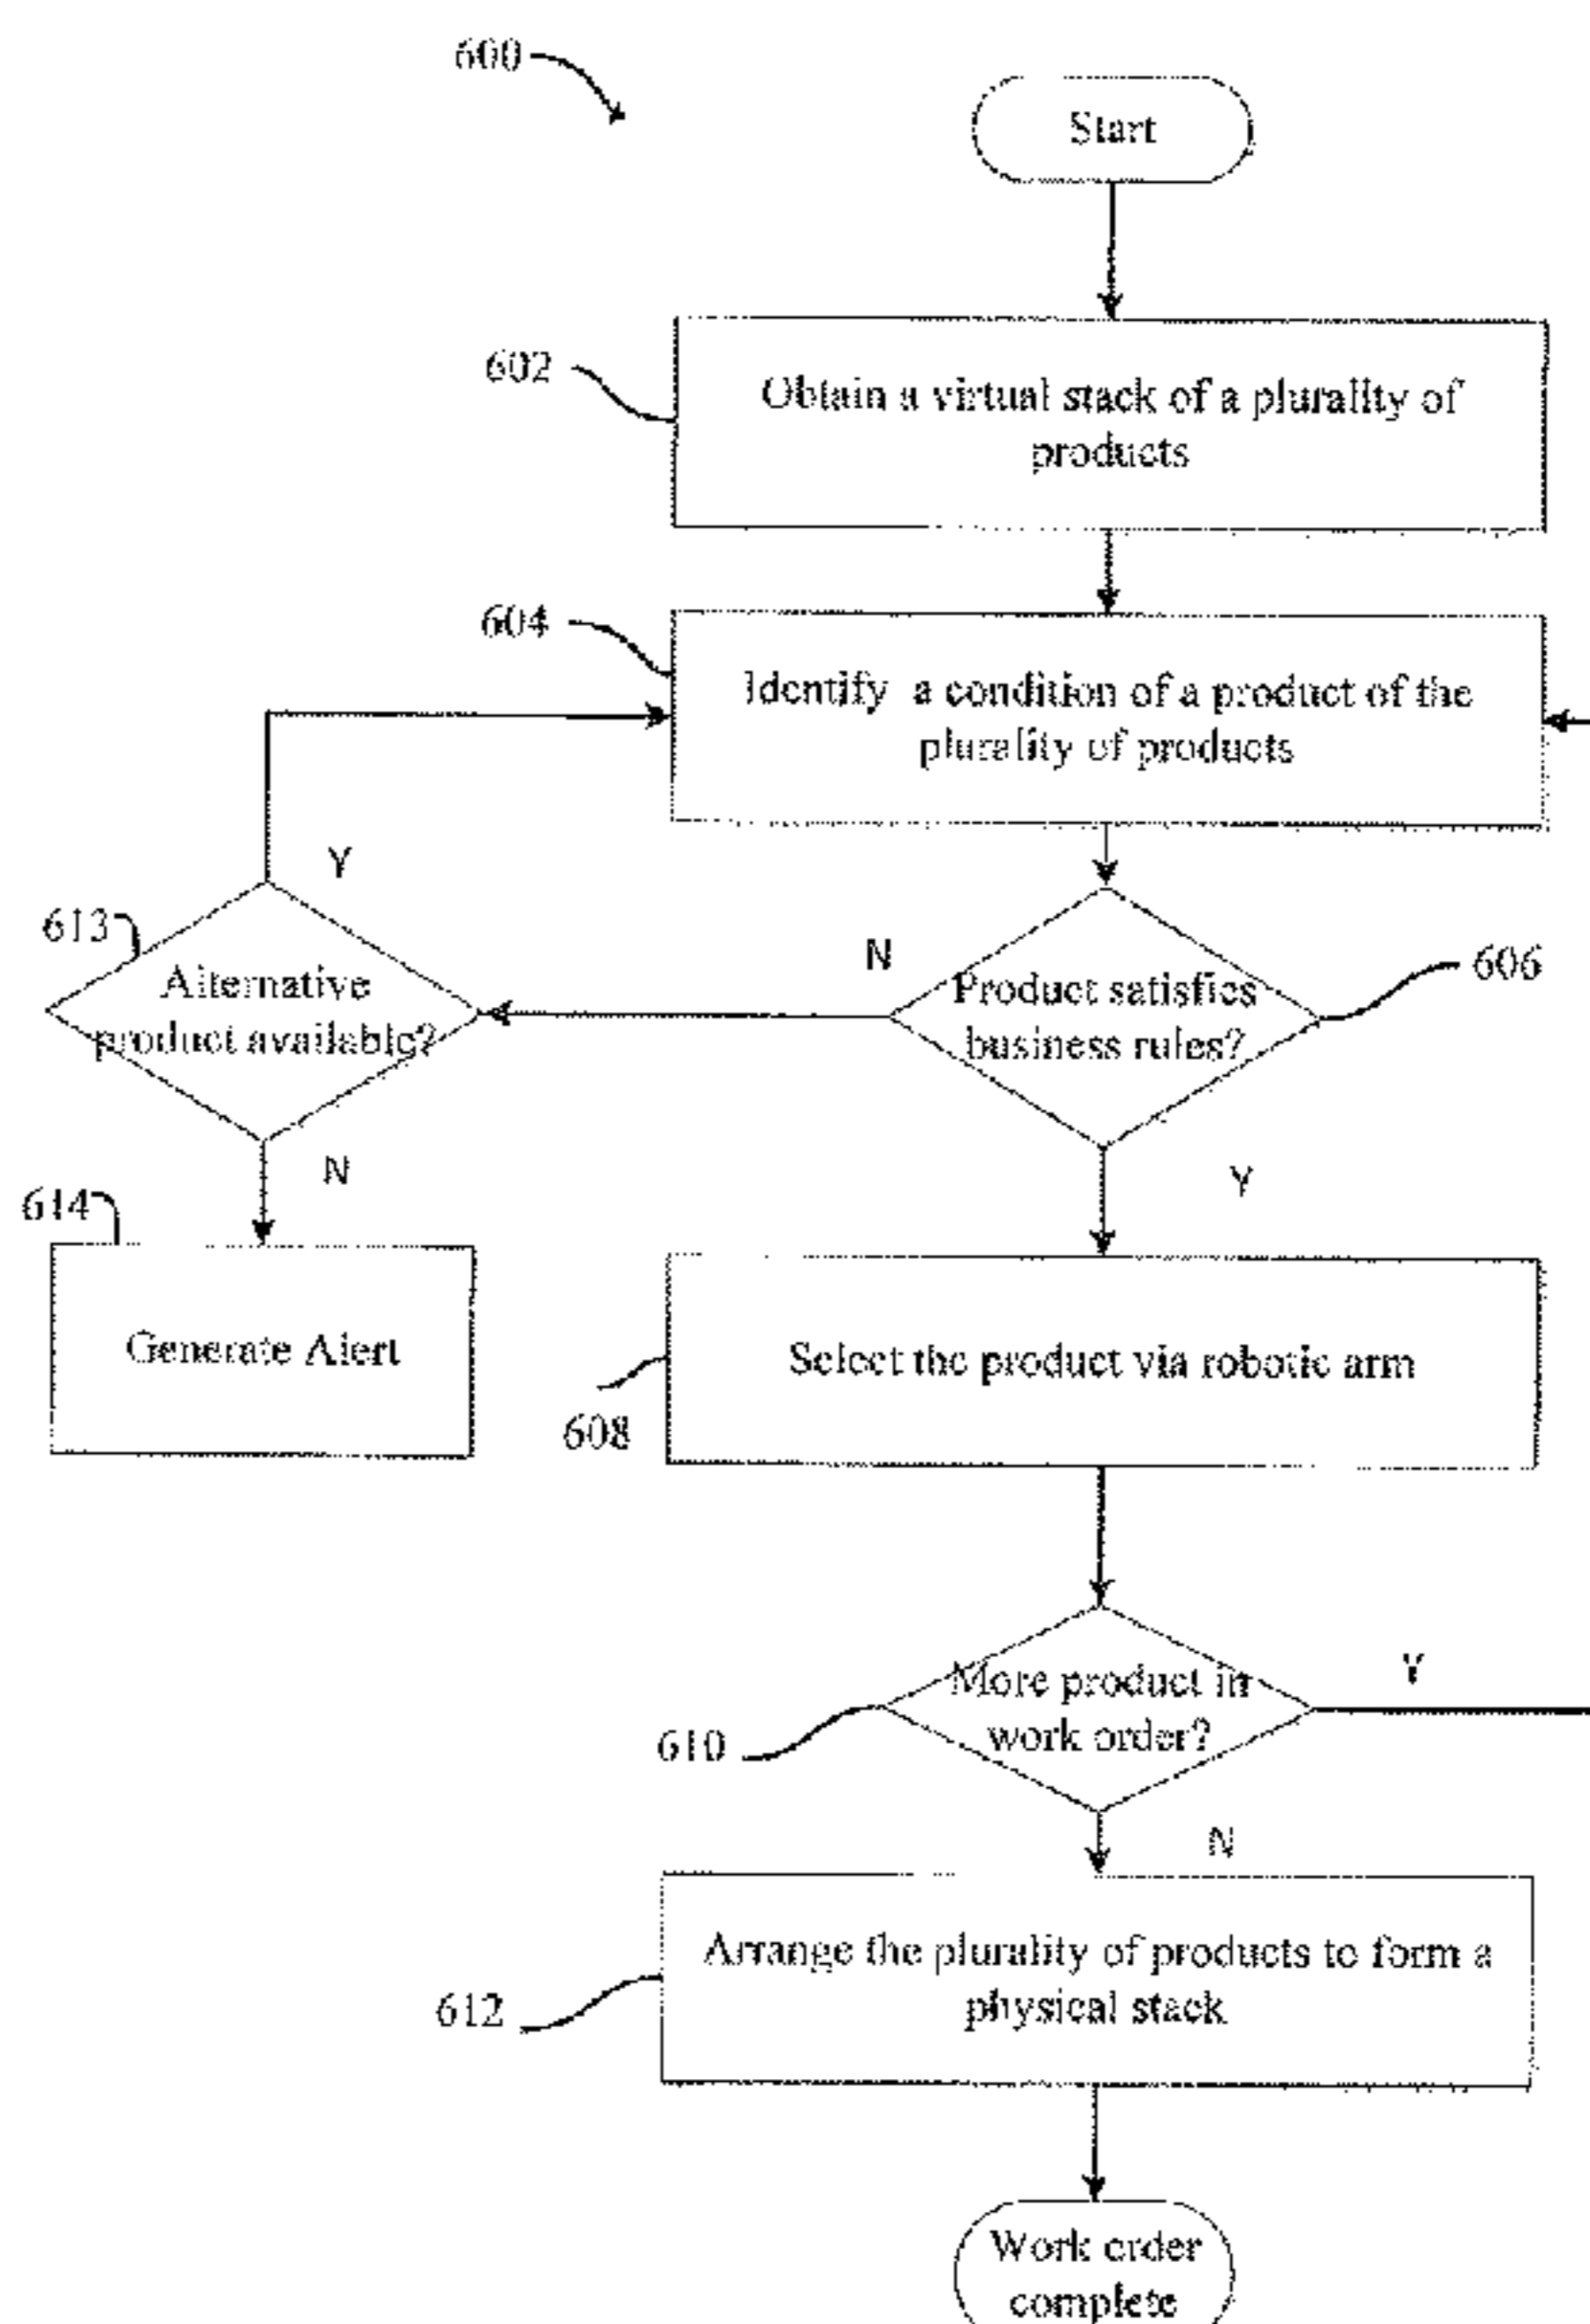 600
Start
602
Obtain a virtual stack of a plurality of
products
604
Identify a condition of a product of the
plurality of products
Y
613
Alternative
product available?
N
Product satisfies
business rules?
606
N
Y
614
Generate Alert
Select the product via robotic arm
608
More product in
work order?
Y
610
N
Arrange the plurality of products to form a
physical stack
612
Work order
complete